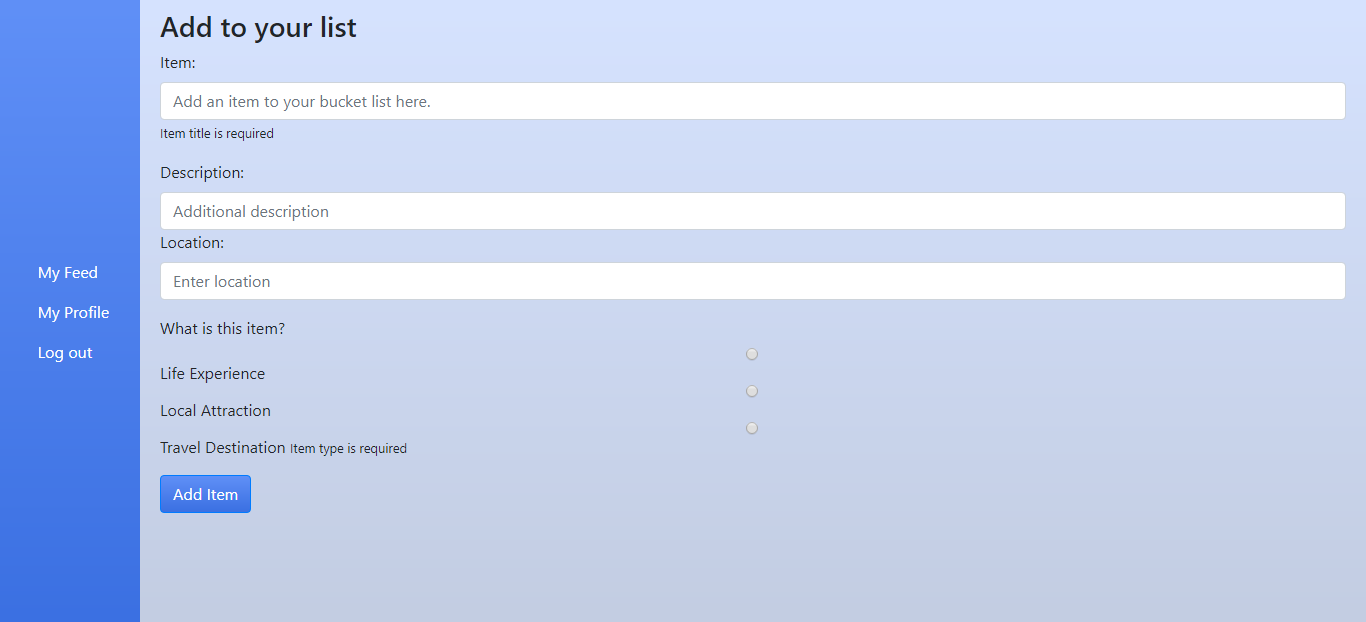 Add to your list
Item:
Add an item to your bucket list here.
Item title is required
Description:
Additional description
Location:
Enter location
What is this item?
Life Experience
Local Attraction
Travel Destination Item type is required
Add Item
My Feed
My Profile
Log out